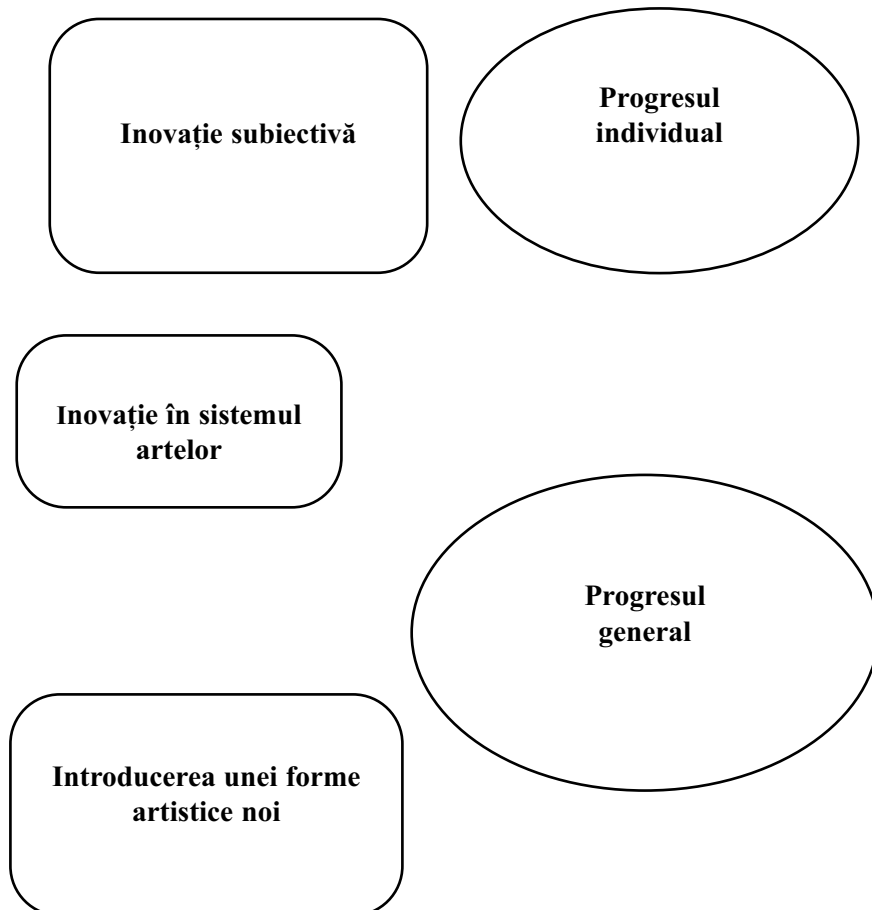 Inovație subiectivă
Progresul
individual
Inovație în sistemul
artelor
Progresul
general
Introducerea unei forme
artistice noi